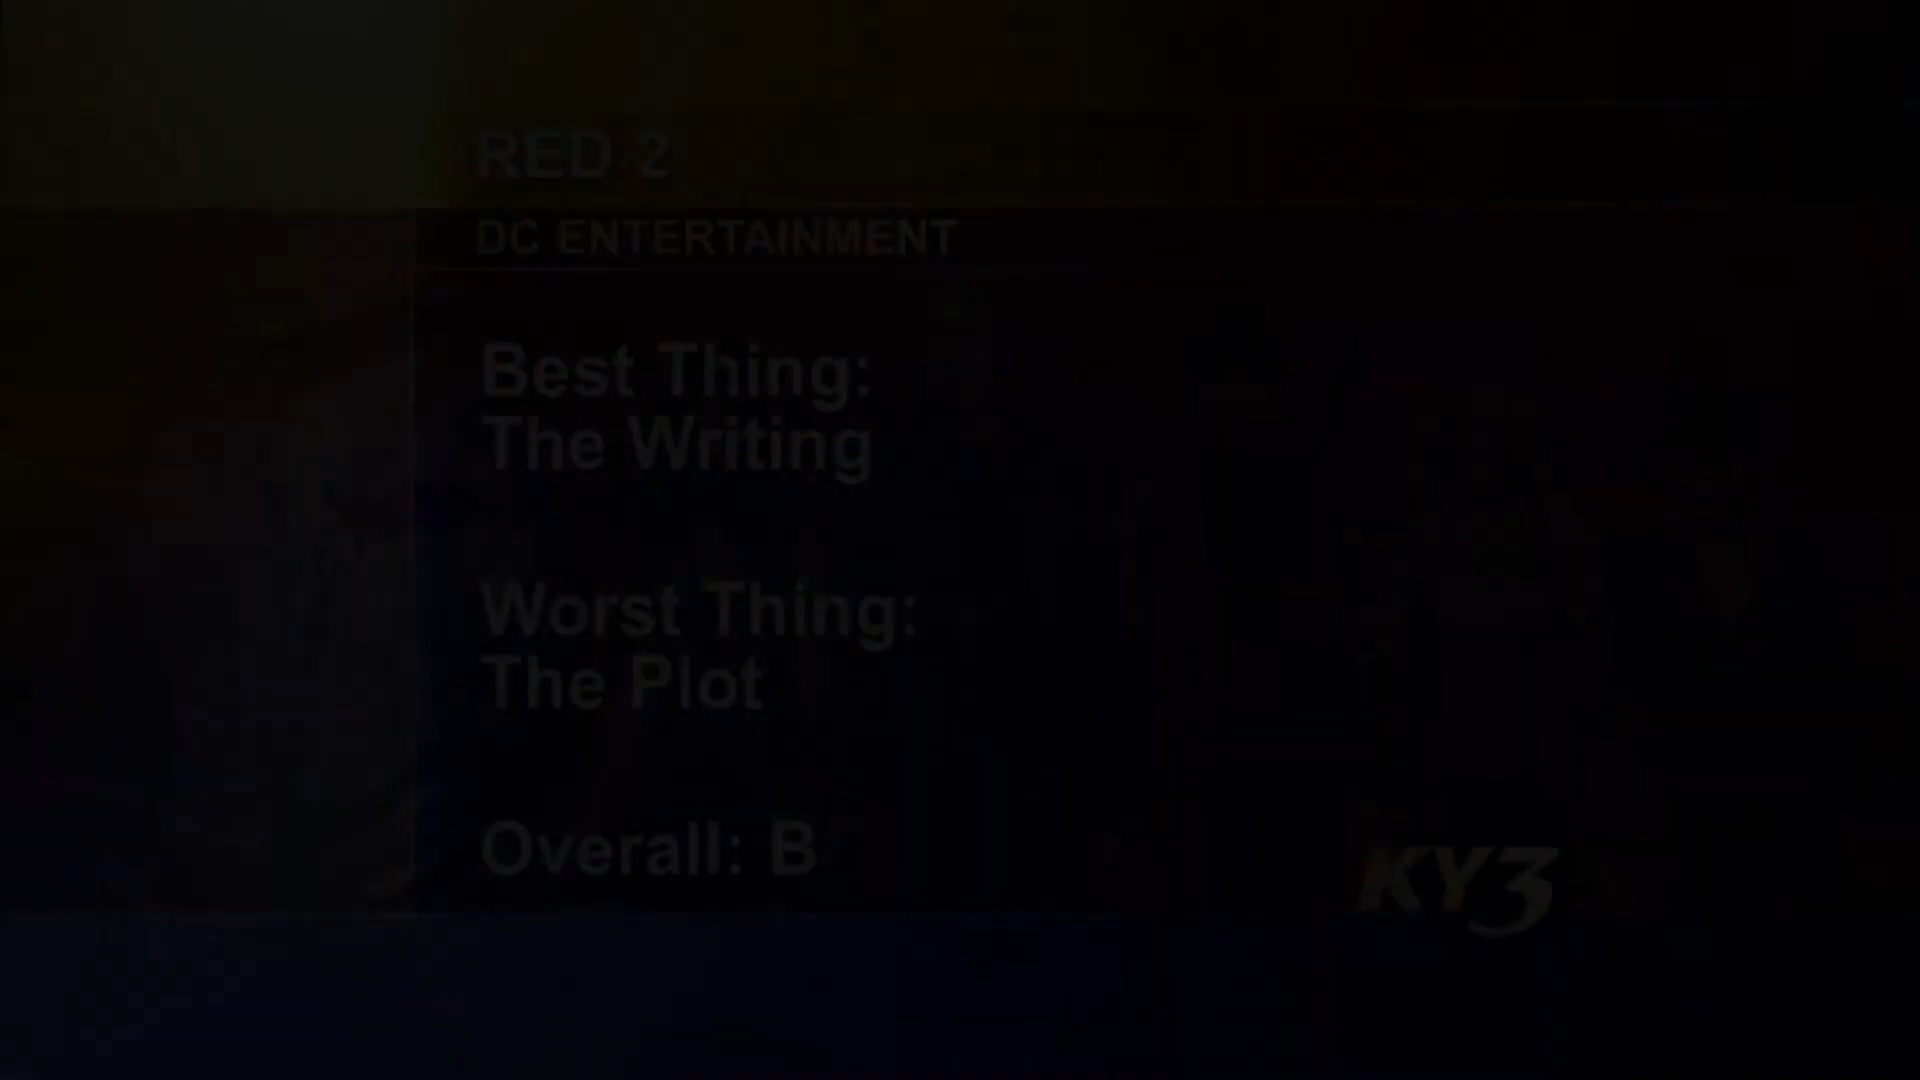 RED 2
DC ENTERTAINMENT
Best Thing:
The Writing
Worst Thing:
The Plot
Overall: B
KY3